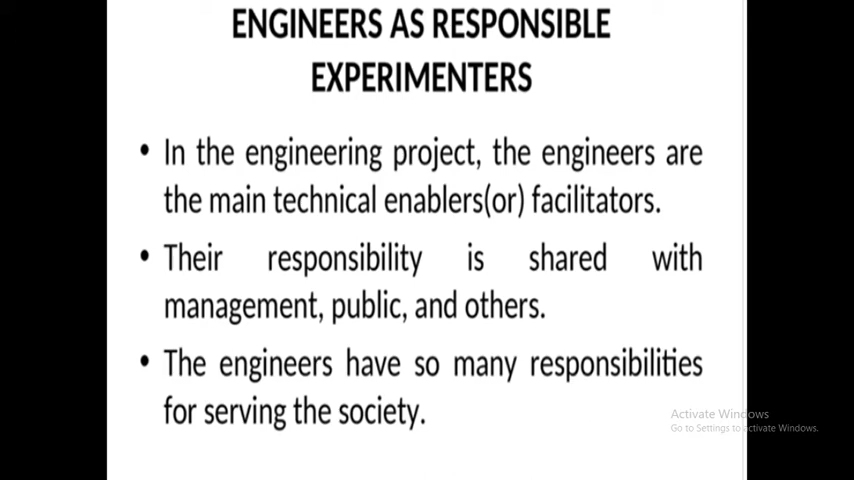 ENGINEERS AS RESPONSIBLE
EXPERIMENTERS
• In the engineering project, the engineers are
the main technical enablers(or) facilitators.
• Their responsibility is shared with
management, public, and others.
• The engineers have so many responsibilities
for serving the society.
Activate Windows
Go to Settings to activate Windows.